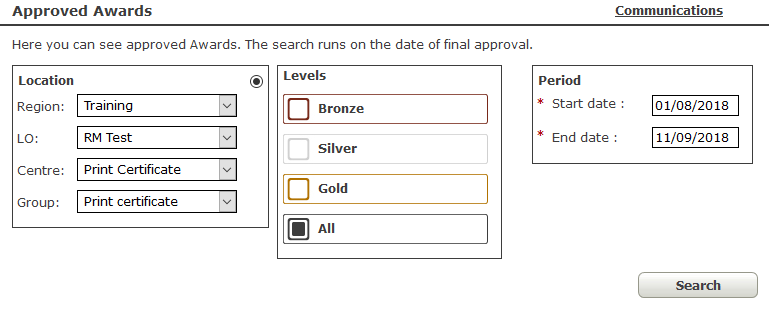 Approved Awards
Communications
Here you can see approved Awards. The search runs on the date of final approval.
Location
Region: Training
LO: RM Test
Centre: Print Certificate
Group: Print certificate
Levels
Bronze
Silver
Gold
All
Period
* Start date : 01/08/2018
* End date : 11/09/2018
Search